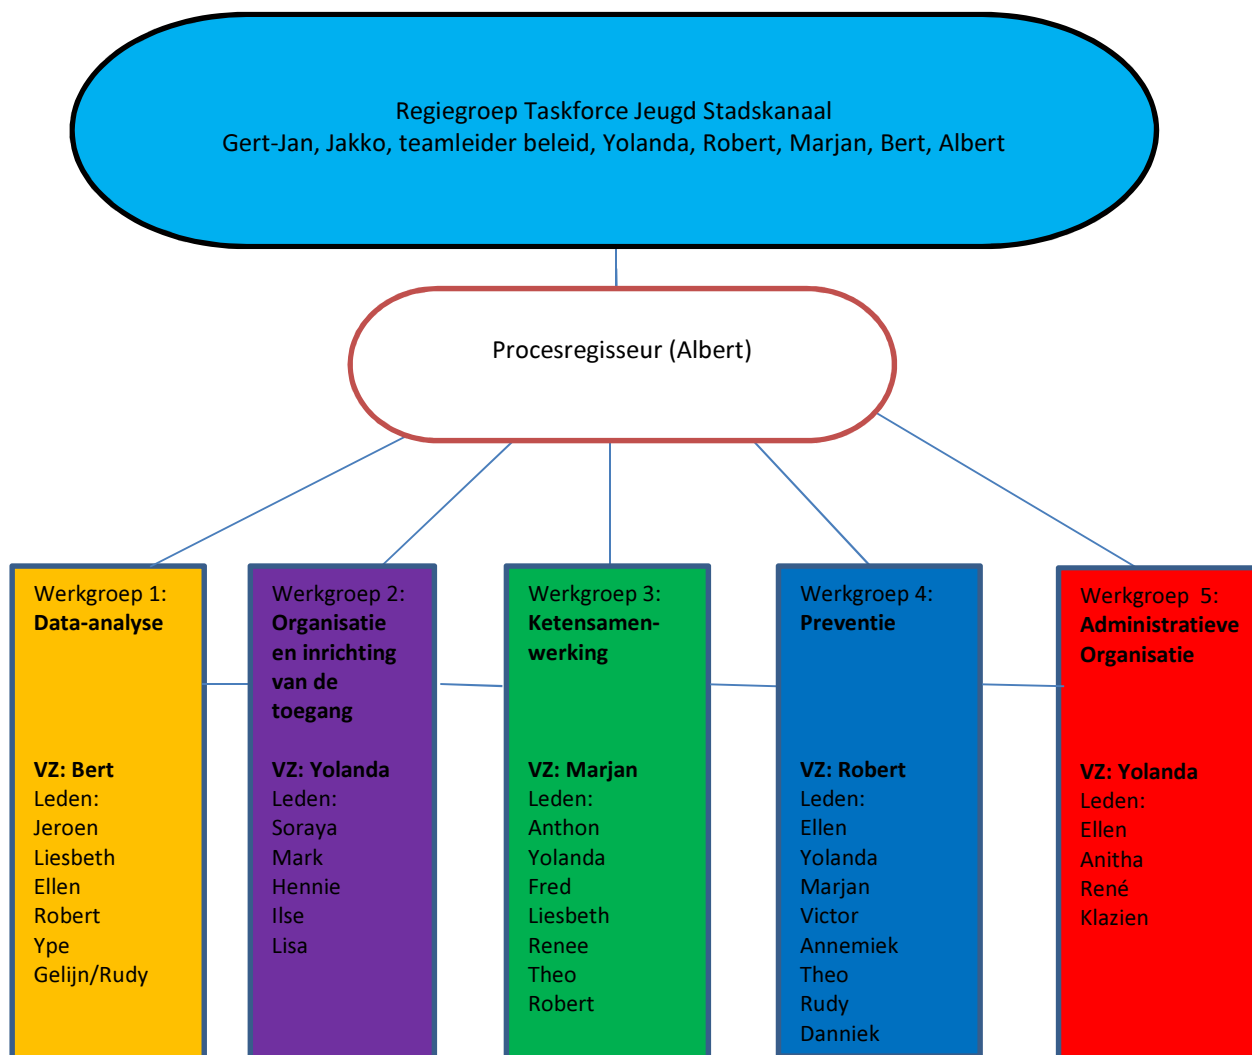 Regiegroep Taskforce Jeugd Stadskanaal
Gert-Jan, Jakko, teamleider beleid, Yolanda, Robert, Marjan, Bert, Albert
Procesregisseur (Albert)
Werkgroep 1:
Data-analyse
VZ: Bert
Leden:
Jeroen
Liesbeth
Ellen
Robert
Ype
Gelijn/Rudy
Werkgroep 2:
Organisatie
en inrichting
van de
toegang
VZ: Yolanda
Leden:
Soraya
Mark
Hennie
Ilse
Lisa
Werkgroep 3:
Ketensamen-
werking
VZ: Marjan
Leden:
Anthon
Yolanda
Fred
Liesbeth
Renee
Theo
Robert
Werkgroep 4:
Preventie
VZ: Robert
Leden:
Ellen
Yolanda
Marjan
Victor
Annemiek
Theo
Rudy
Danniek
Werkgroep  5:
Administratieve
Organisatie
VZ: Yolanda
Leden:
Ellen
Anitha
René
Klazien